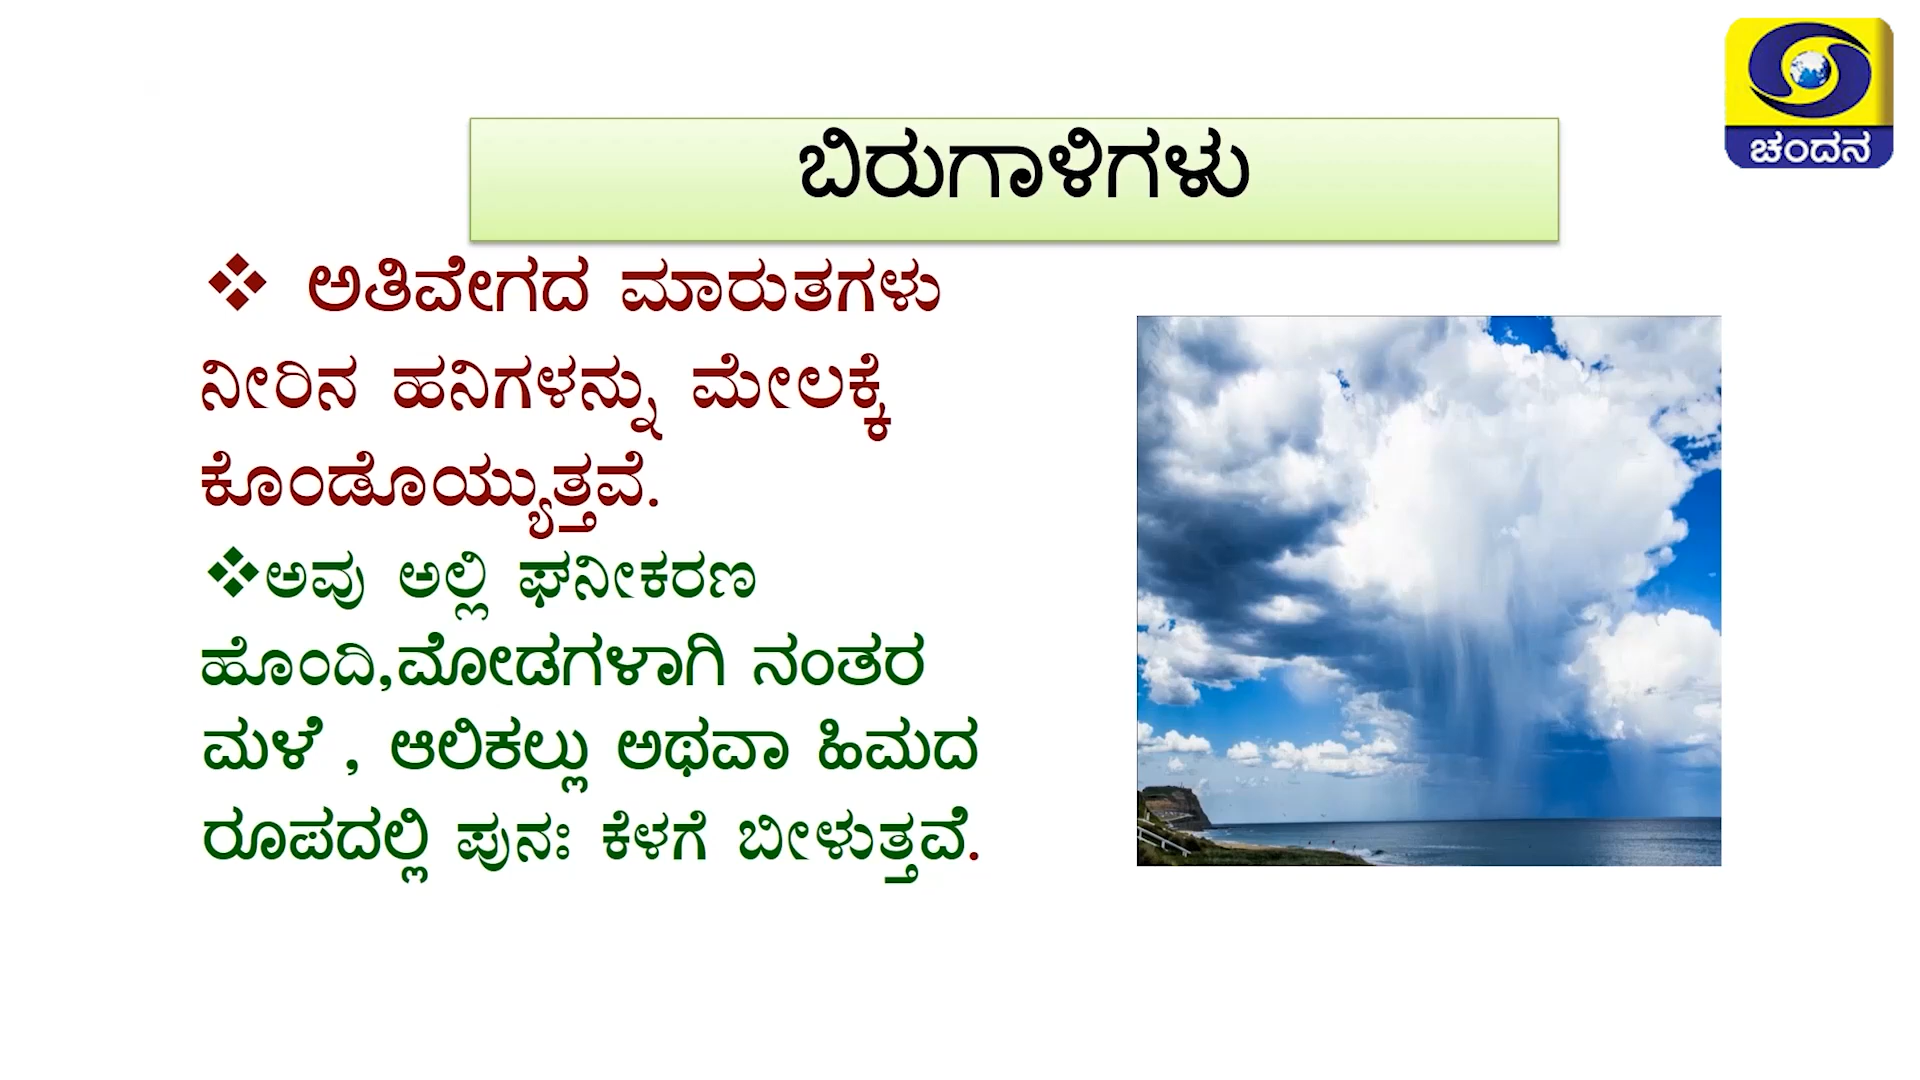 ಚಂದನ
ಬಿರುಗಾಳಿಗಳು
❖ ಅತಿವೇಗದ ಮಾರುತಗಳು
ನೀರಿನ ಹನಿಗಳನ್ನು ಮೇಲಕ್ಕೆ
ಕೊಂಡೊಯ್ಯುತ್ತವೆ.
❖ಅವು ಅಲ್ಲಿ ಘನೀಕರಣ
ಹೊಂದಿ,ಮೋಡಗಳಾಗಿ ನಂತರ
ಮಳೆ , ಆಲಿಕಲ್ಲು ಅಥವಾ ಹಿಮದ
ರೂಪದಲ್ಲಿ ಪುನಃ ಕೆಳಗೆ ಬೀಳುತ್ತವೆ.